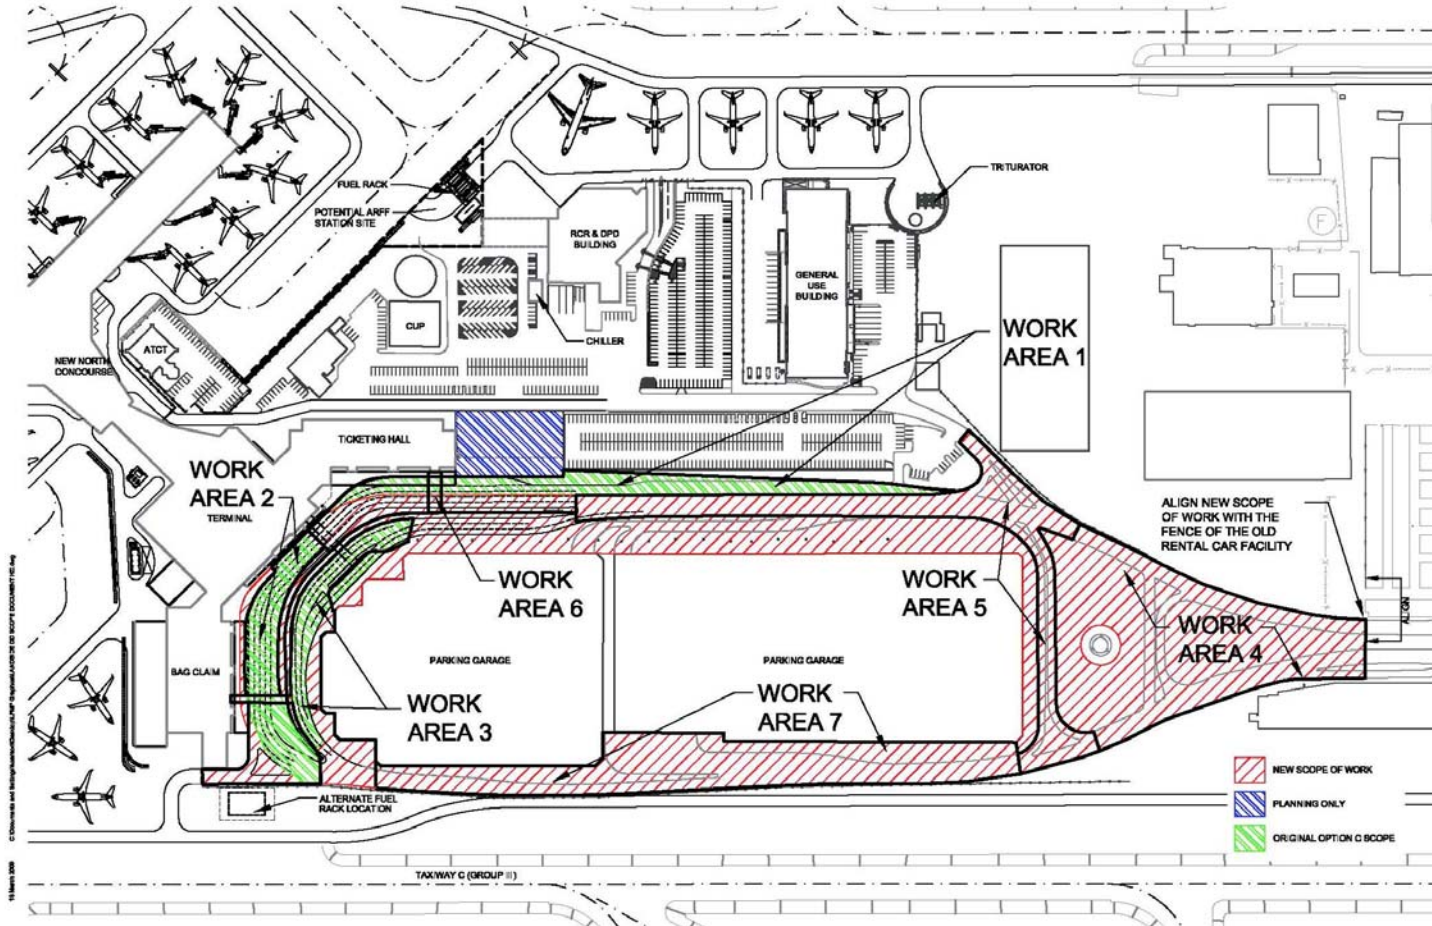 FUEL RACK
POTENTIAL ARFF
STATION SITE
RCR & DPD
BUILDING
TRITURATOR
F
GENERAL
USE
BUILDING
CUP
CHILLER
ATCT
NEW NORTH
CONCOURSE
WORK
AREA 1
TICKETING HALL
WORK
AREA 2
TERMINAL
ALIGN NEW SCOPE
OF WORK WITH THE
FENCE OF THE OLD
RENTAL CAR FACILITY
ALIGN
WORK
AREA 6
WORK
AREA 5
WORK
AREA 4
BAG CLAIM
PARKING GARAGE
PARKING GARAGE
WORK
AREA 3
WORK
AREA 7
ALTERNATE FUEL
RACK LOCATION
NEW SCOPE OF WORK
PLANNING ONLY
ORIGINAL OPTION C SCOPE
TAXIWAY C (GROUP III)